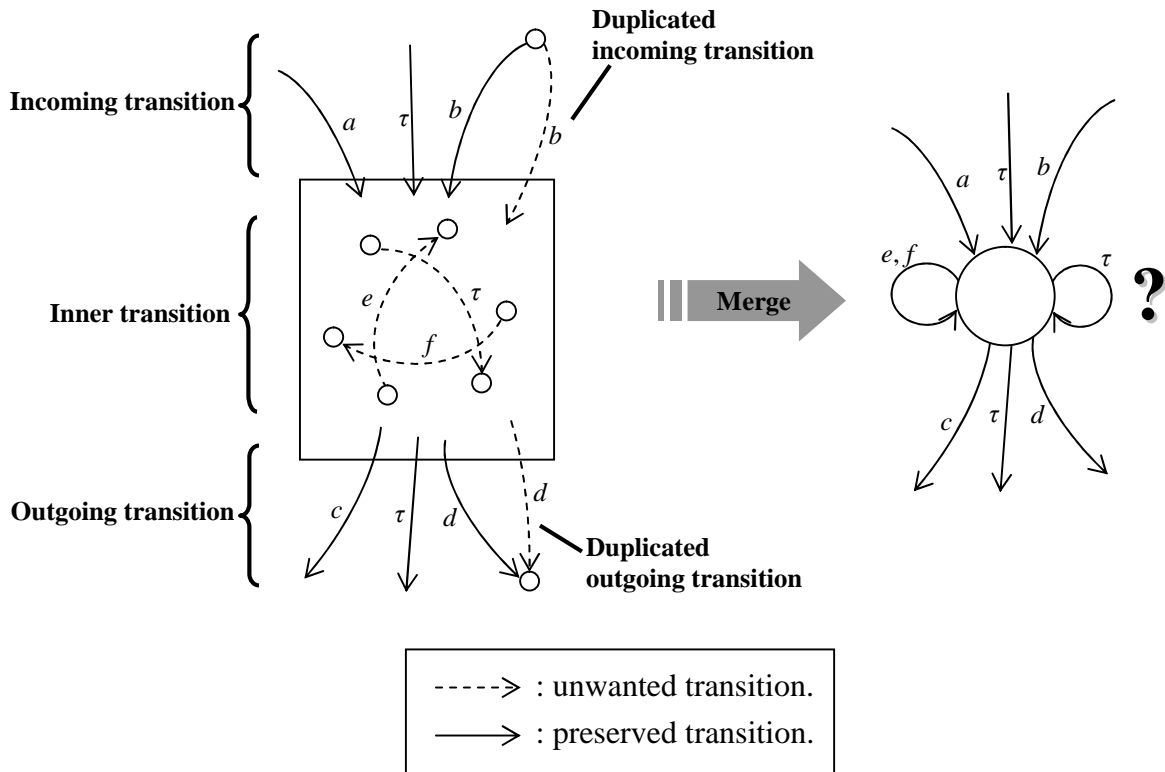 Duplicated
incoming transition
Incoming transition
a
τ
b
b
Inner transition
e
τ
f
Merge
a
τ
b
e, f
τ
?
c
τ
d
Outgoing transition
c
τ
d
d
Duplicated
outgoing transition
: unwanted transition.
: preserved transition.